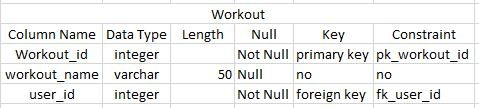 Workout
Column Name Data Type Length Null Key Constraint
Workout_id integer Not Null primary key pk_workout_id
workout_name varchar 50 Null no no
user_id integer Not Null foreign key fk_user_id